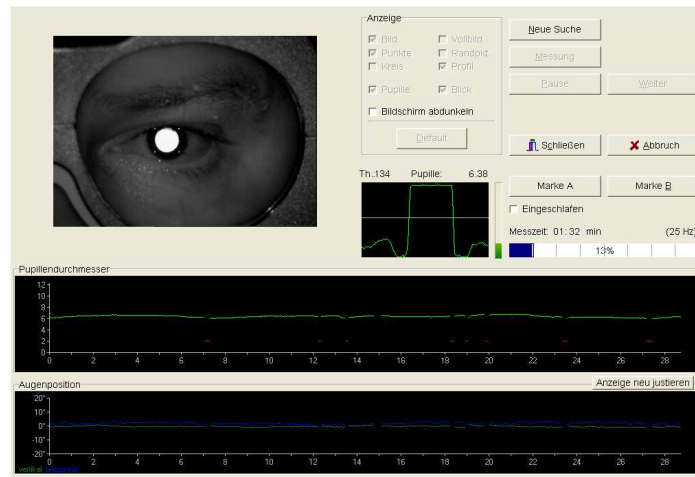 Anzeige
Bild
Vollbild
Punkte
Randpkt.
Kreis
Profil
Pupille
Blick
Bildschirm abdunkeln
Default
Neue Suche
Messung
Pause
Weiter
Schließen
Abbruch
Th.:134 Pupille: 6.38
Marke A
Marke B
Eingeschlafen
Messzeit: 01: 32 min (25 Hz)
13%
Pupillendurchmesser
12
10
8
6
4
2
0
0 2 4 6 8 10 12 14 16 18 20 22 24 26 28
Augenposition
Anzeige neu justieren
20°
10°
0°
-10°
-20°
0 2 4 6 8 10 12 14 16 18 20 22 24 26 28
vertikal horizontal